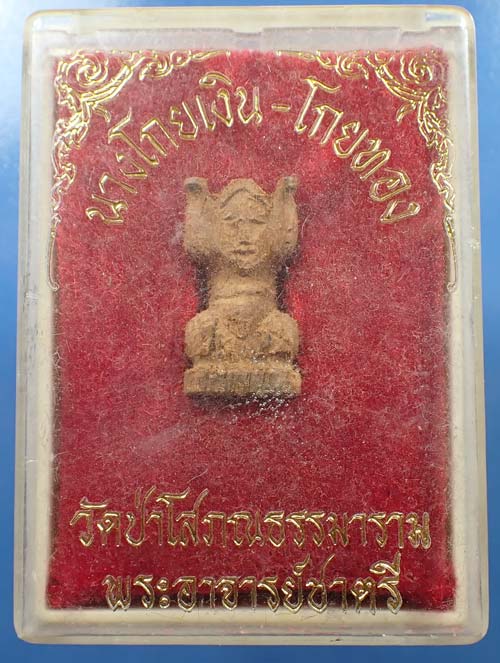 นางโกยเงิน - โกยทอง
วัดป่าโสภณธรรมาราม
พระอาจารย์ชาตรี